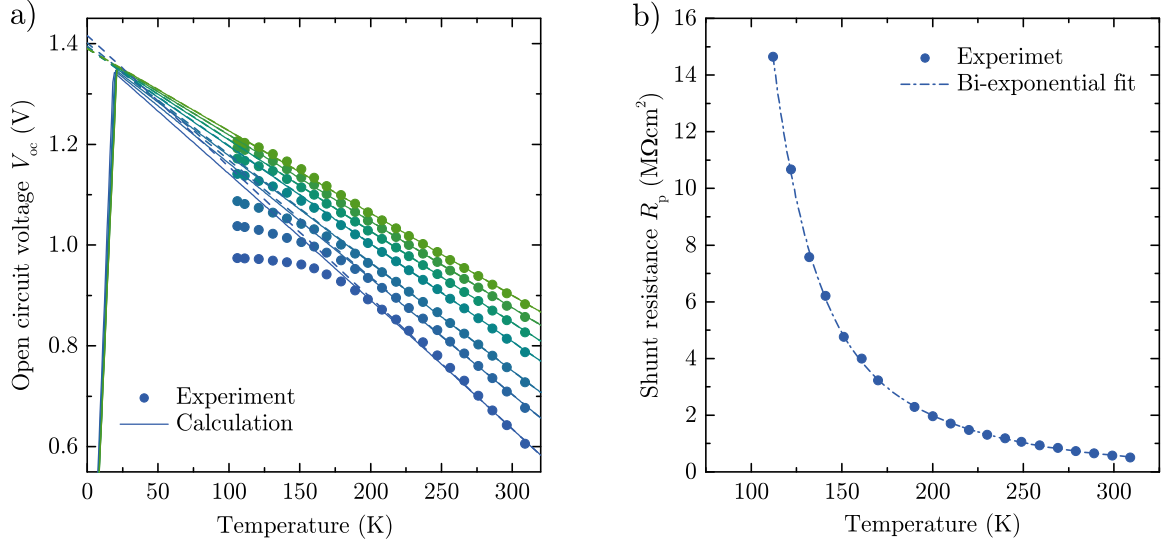 a)
1.4
1.2
1.0
0.8
0.6
Open circuit voltage Voc (V)
Experiment
Calculation
0 50 100 150 200 250 300
Temperature (K)
b)
16
14
12
10
8
6
4
2
0
Shunt resistance Rp (MΩcm²)
Experimet
Bi-exponential fit
100 150 200 250 300
Temperature (K)